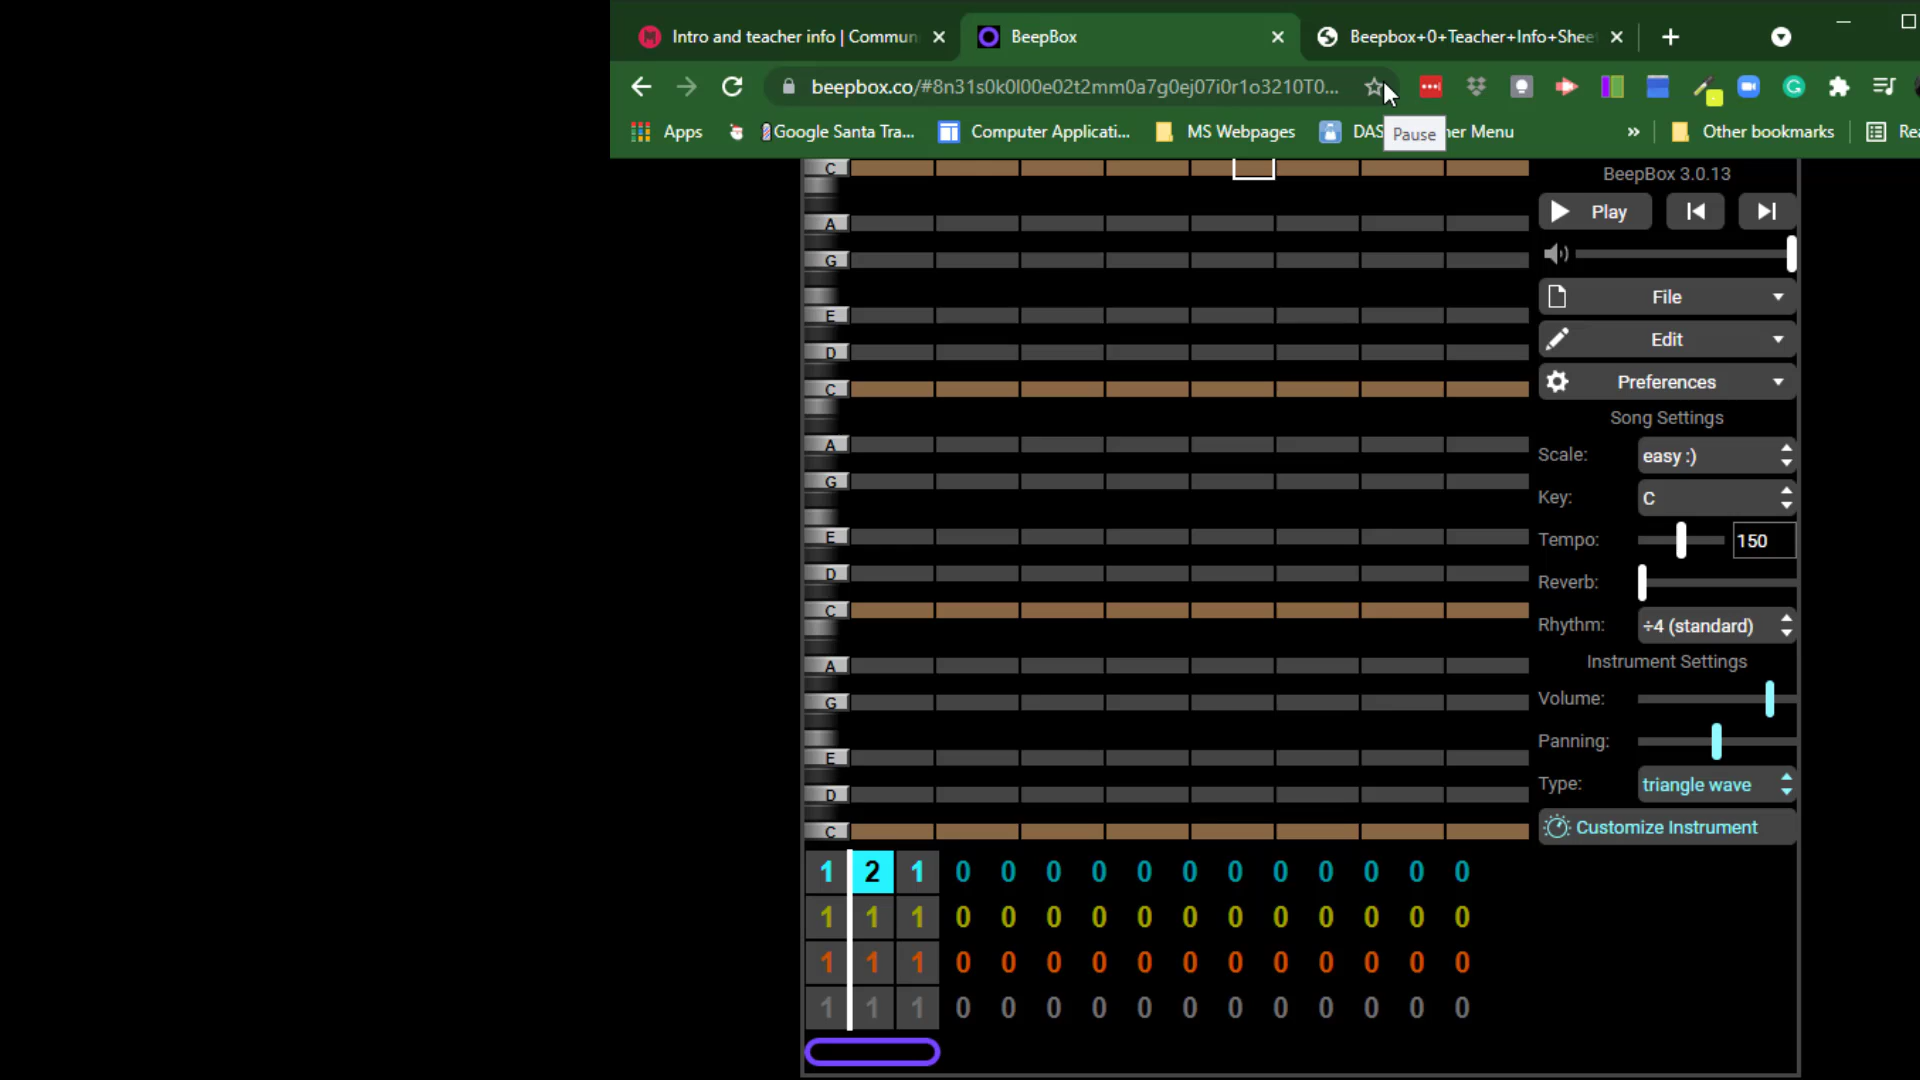 Intro and teacher info | Commun
BeepBox
Beepbox+0+Teacher+Info+Shee
beepbox.co/#8n31s0k0l00e02t2mm0a7g0ej07i0r1o3210T0...
Apps
Google Santa Tra...
Computer Applicati...
MS Webpages
DAS
Pause
er Menu
»
Other bookmarks
Rea
C
A
G
E
D
C
A
G
E
D
C
A
G
E
D
C
BeepBox 3.0.13
Play
File
Edit
Preferences
Song Settings
Scale: easy :)
Key: C
Tempo: 150
Reverb:
Rhythm: ÷4 (standard)
Instrument Settings
Volume:
Panning:
Type: triangle wave
Customize Instrument
1 2 1 0 0 0 0 0 0 0 0 0 0 0 0
1 1 1 0 0 0 0 0 0 0 0 0 0 0 0
1 1 1 0 0 0 0 0 0 0 0 0 0 0 0
1 1 1 0 0 0 0 0 0 0 0 0 0 0 0